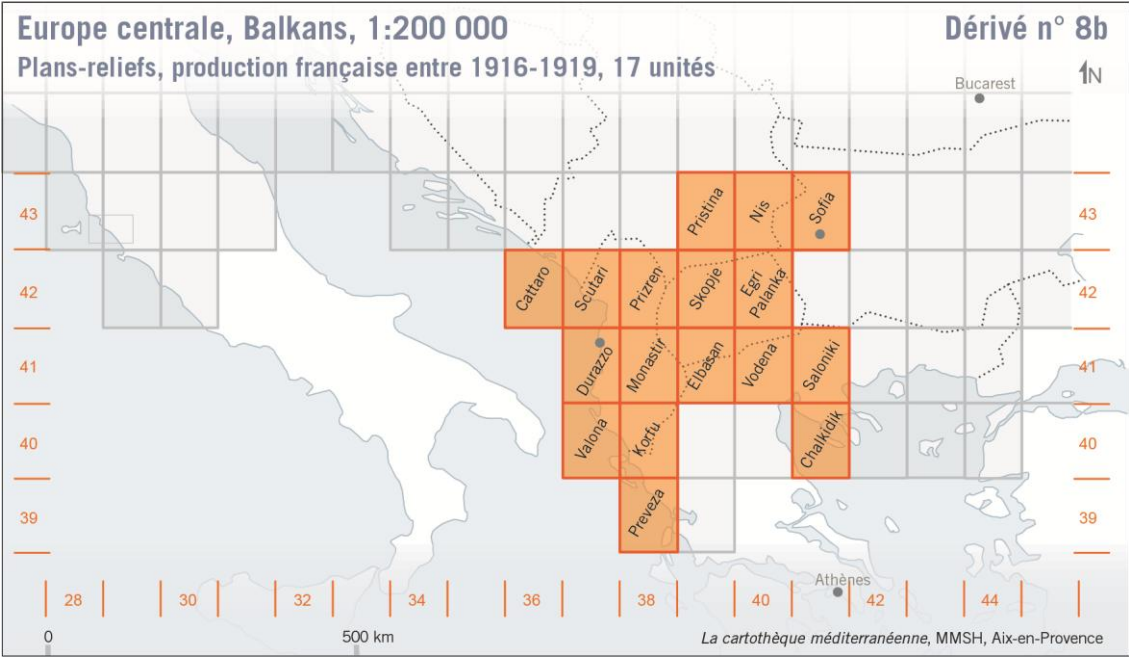 Europe centrale, Balkans, 1:200 000
Dérivé n° 8b
Plans-reliefs, production française entre 1916-1919, 17 unités
N
Bucarest
43
Pristina
Nis
Sofia
43
42
Cattaro
Scutari
Prizren
Skopje
Egri
Palanka
42
41
Durazzo
Monastir
Elbasan
Vodena
Saloniki
41
40
Valona
Korfu
Chalkidik
40
39
Preveza
39
Athènes
28
30
32
34
36
38
40
42
44
0
500 km
La cartothèque méditerranéenne, MMSH, Aix-en-Provence